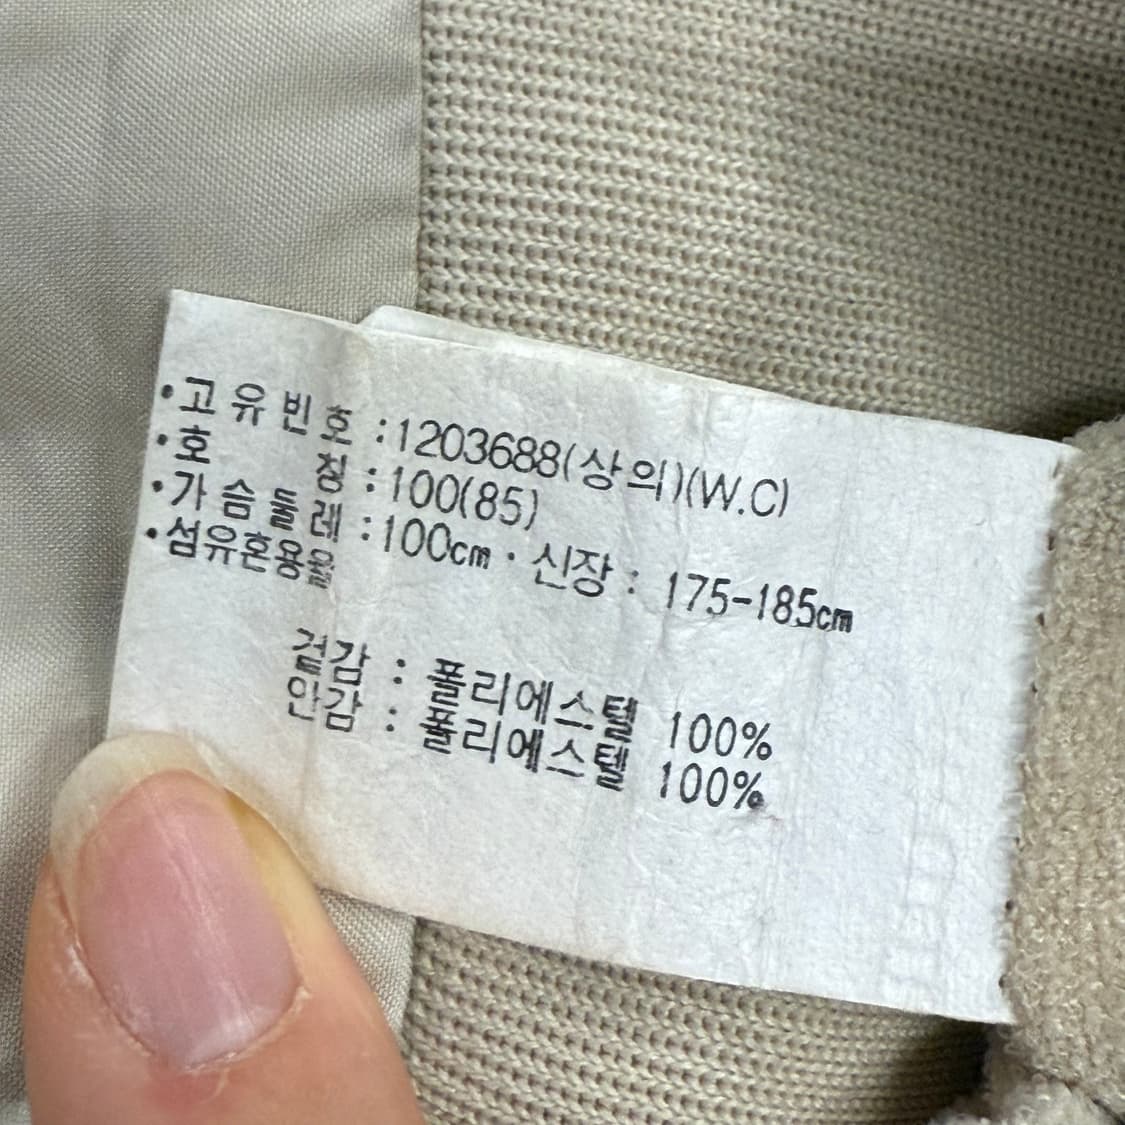 ·고유번호 :1203688(상의)(W.C)
·호 칭 :100(85)
·가슴둘레 :100cm · 신장 : 175-185cm
·섬유혼용율
겉감 : 폴리에스텔 100%
안감 : 폴리에스텔 100%